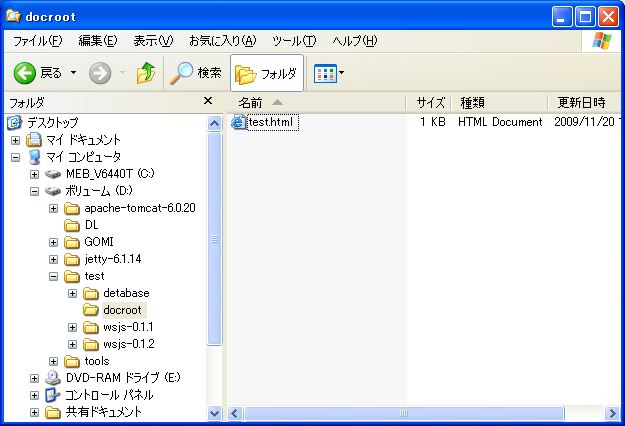 docroot
ファイル(F) 編集(E) 表示(V) お気に入り(A) ツール(T) ヘルプ(H)
戻る 検索 フォルダ
フォルダ
デスクトップ
マイ ドキュメント
マイ コンピュータ
MEB_V6440T (C:)
ボリューム (D:)
apache-tomcat-6.0.20
DL
GOMI
jetty-6.1.14
test
detabase
docroot
wsjs-0.1.1
wsjs-0.1.2
tools
DVD-RAM ドライブ (E:)
コントロール パネル
共有ドキュメント
名前 サイズ 種類 更新日時
test.html 1 KB HTML Document 2009/11/20